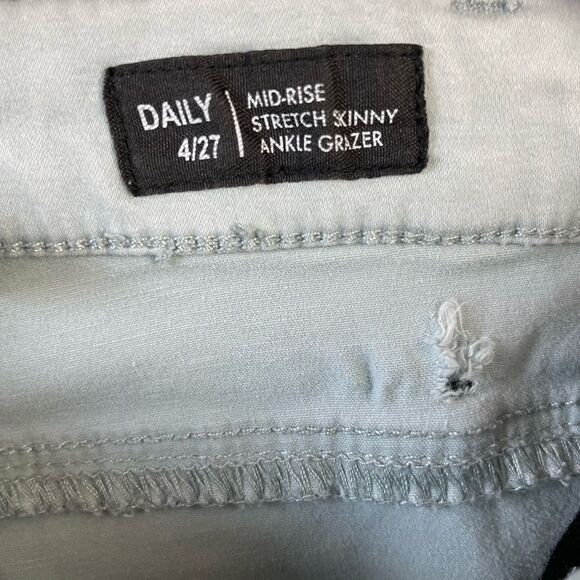 DAILY
4/27
MID-RISE
STRETCH SKINNY
ANKLE GRAZER